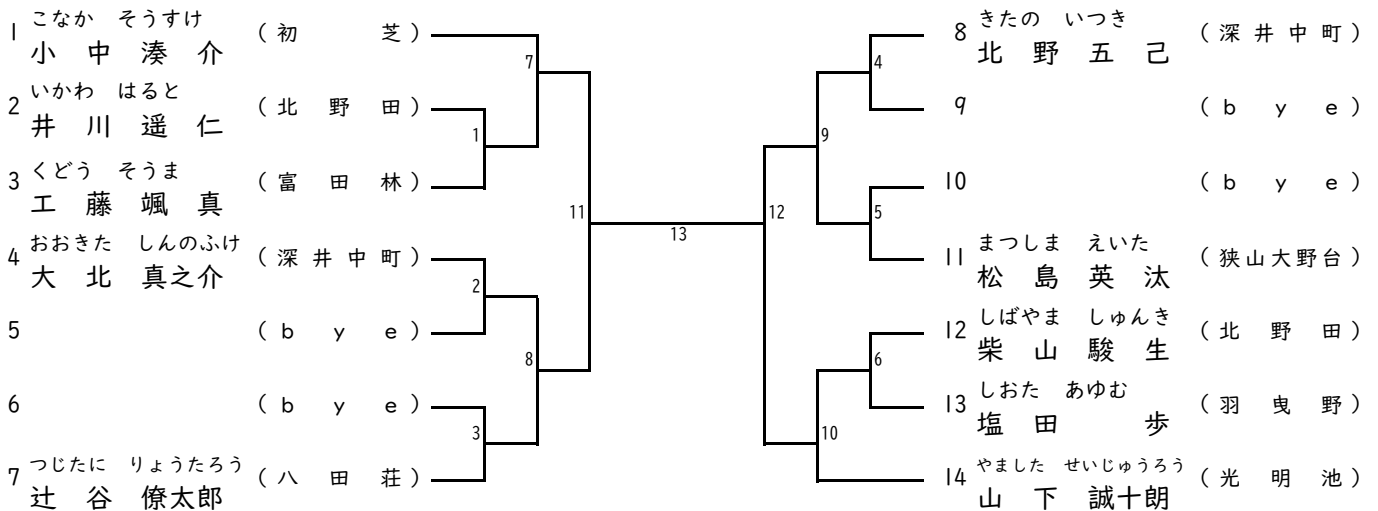 こなか そうすけ
1 小中湊介 (初芝)
いかわ はると
2 井川遥仁 (北野田)
くどう そうま
3 工藤颯真 (富田林)
おおきた しんのふけ
4 大北真之介 (深井中町)
5 (bye)
6 (bye)
つじたに りょうたろう
7 辻谷僚太郎 (八田荘)
7
1
11
2
8
3
13
12
4
9
5
6
10
きたの いつき
8 北野五己 (深井中町)
9 (bye)
10 (bye)
まつしま えいた
11 松島英汰 (狭山大野台)
しばやま しゅんき
12 柴山駿生 (北野田)
しおた あゆむ
13 塩田歩 (羽曳野)
やました せいじゅうろう
14 山下誠十朗 (光明池)